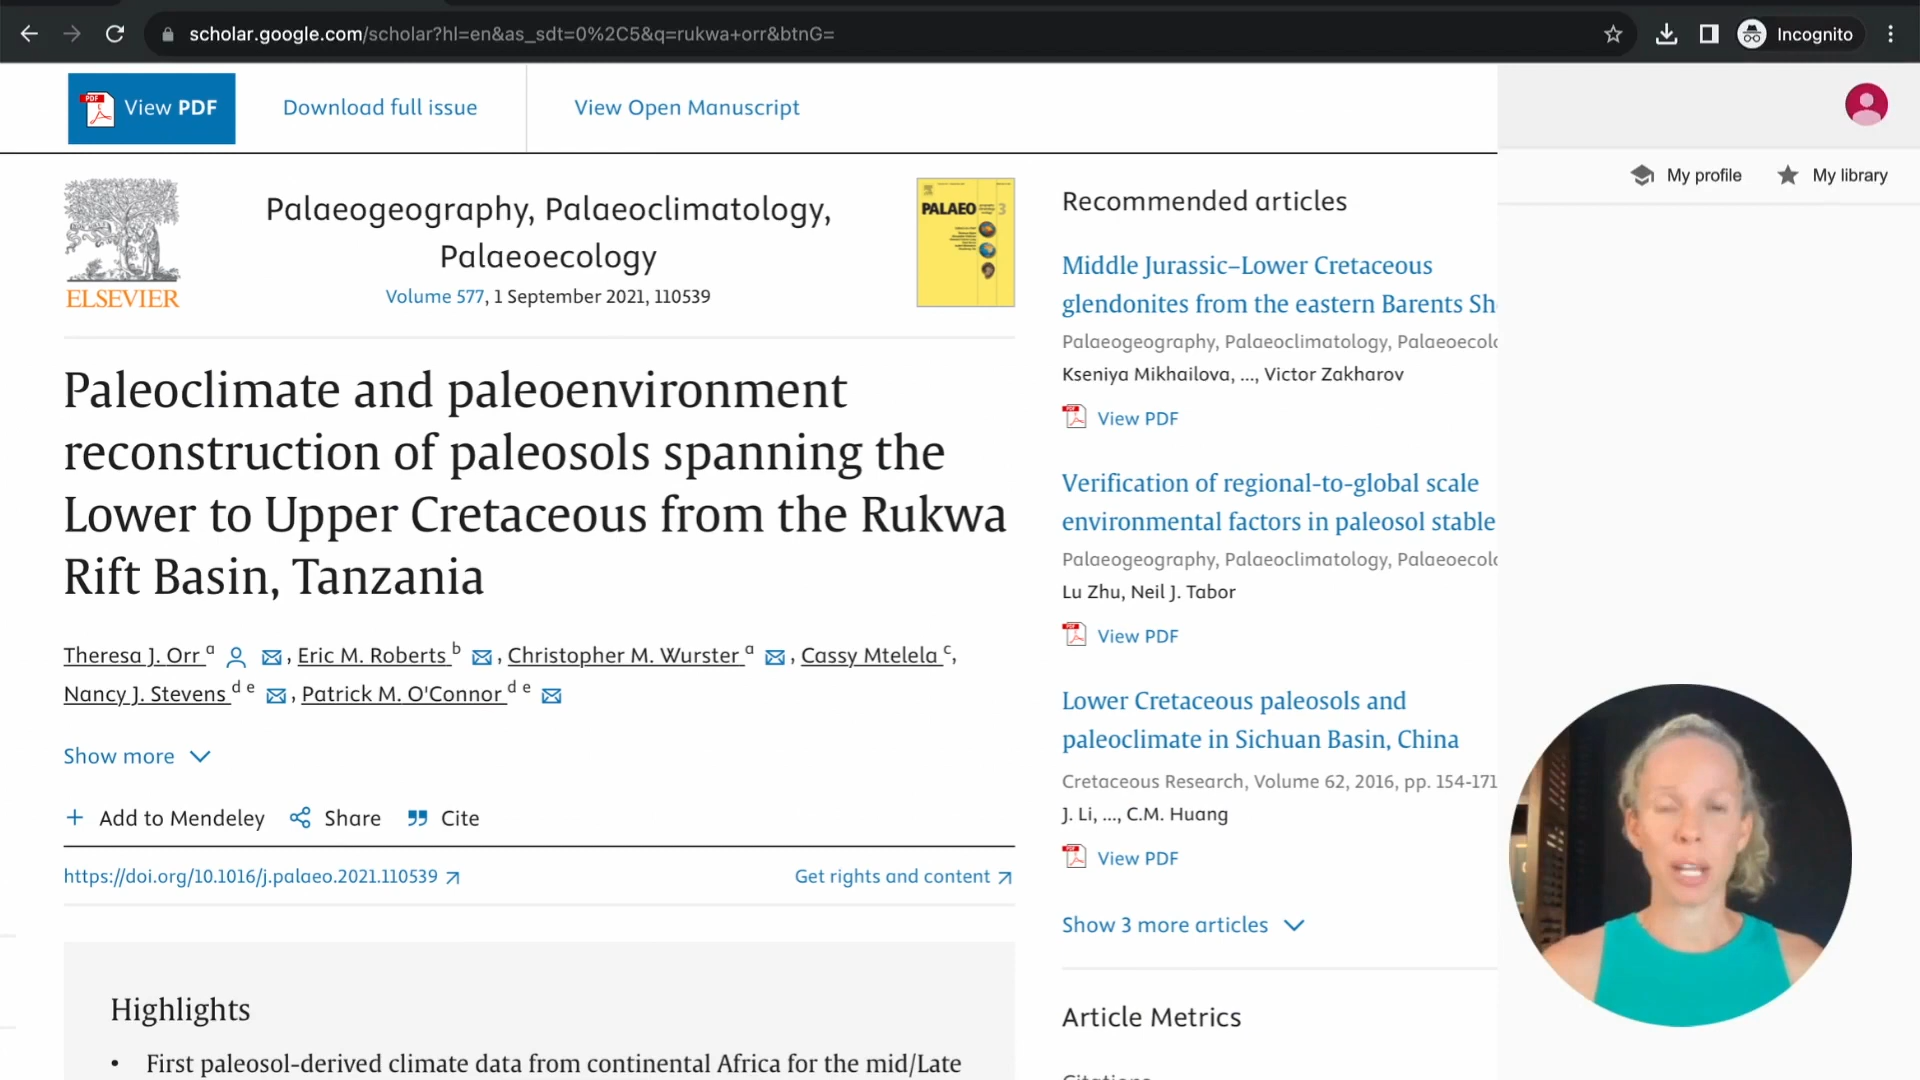 scholar.google.com/scholar?hl=en&as_sdt=0%2C5&q=rukwa+orr&btnG=
Incognito
View PDF
Download full issue
View Open Manuscript
My profile
My library
ELSEVIER
Palaeogeography, Palaeoclimatology,
Palaeoecology
Volume 577, 1 September 2021, 110539
PALAEO 3
Paleoclimate and paleoenvironment
reconstruction of paleosols spanning the
Lower to Upper Cretaceous from the Rukwa
Rift Basin, Tanzania
Theresa J. Orr a, Eric M. Roberts b, Christopher M. Wurster a, Cassy Mtelela c,
Nancy J. Stevens d e, Patrick M. O'Connor d e
Show more
Add to Mendeley
Share
Cite
https://doi.org/10.1016/j.palaeo.2021.110539
Get rights and content
Highlights
• First paleosol-derived climate data from continental Africa for the mid/Late
Recommended articles
Middle Jurassic–Lower Cretaceous
glendonites from the eastern Barents Sh
Palaeogeography, Palaeoclimatology, Palaeoecolo
Kseniya Mikhailova, ..., Victor Zakharov
View PDF
Verification of regional-to-global scale
environmental factors in paleosol stable
Palaeogeography, Palaeoclimatology, Palaeoecolo
Lu Zhu, Neil J. Tabor
View PDF
Lower Cretaceous paleosols and
paleoclimate in Sichuan Basin, China
Cretaceous Research, Volume 62, 2016, pp. 154-171
J. Li, ..., C.M. Huang
View PDF
Show 3 more articles
Article Metrics
Citations